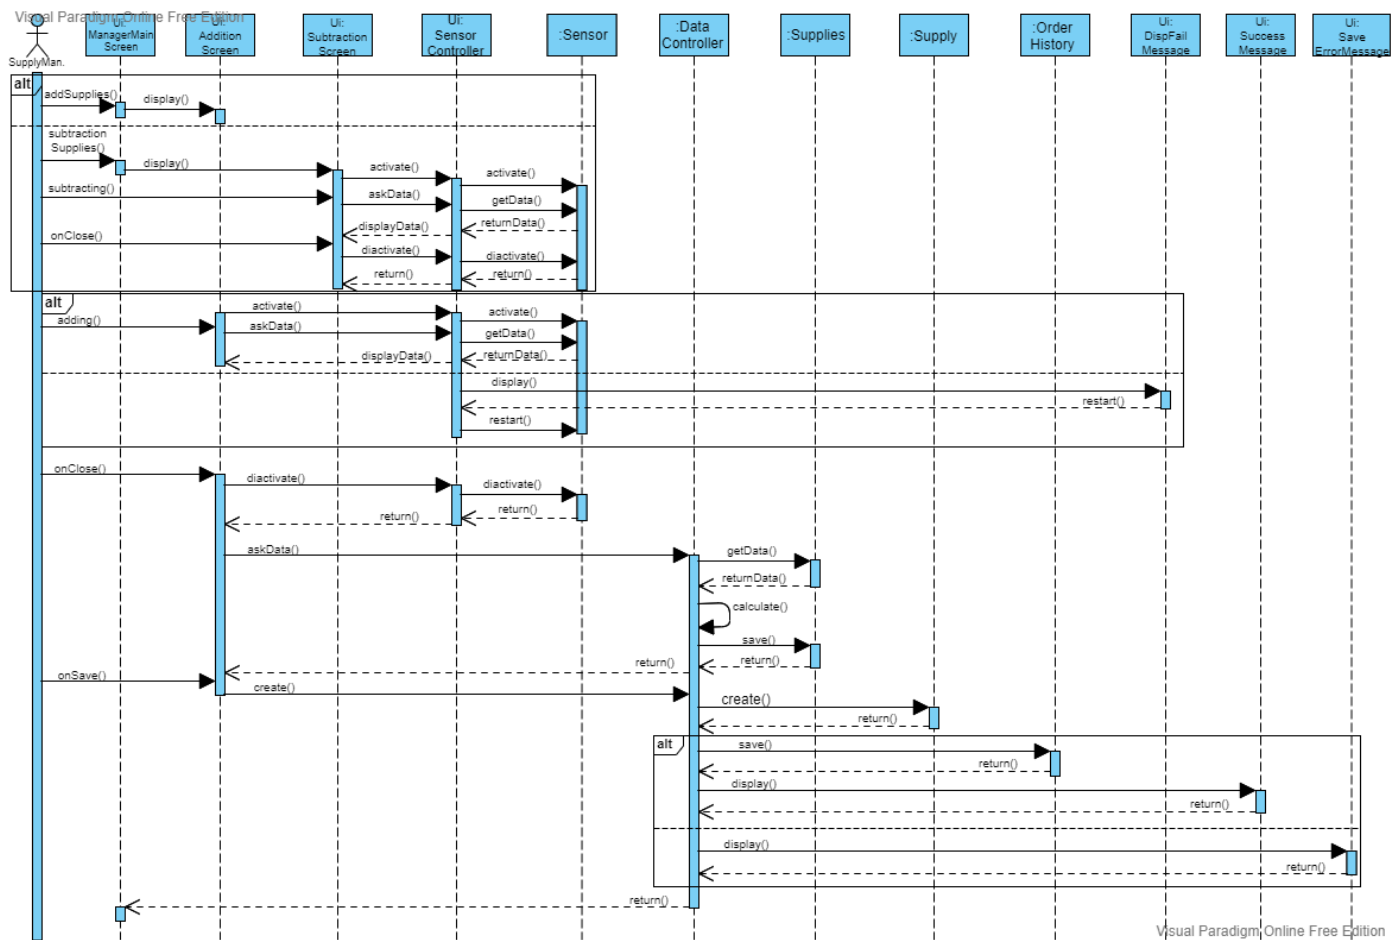 Visual Paradigm Online Free Edition
SupplyMan.
Ui:
ManagerMain
Screen
Ui:
Addition
Screen
Ui:
Subtraction
Screen
Ui:
Sensor
Controller
:Sensor
:Data
Controller
:Supplies
:Supply
:Order
History
Ui:
DispFail
Message
Ui:
Success
Message
Ui:
Save
ErrorMessage
alt
addSupplies()
display()
subtraction
Supplies()
display()
activate()
activate()
subtracting()
askData()
getData()
returnData()
displayData()
onClose()
diactivate()
diactivate()
return()
return()
alt
activate()
activate()
adding()
askData()
getData()
returnData()
displayData()
display()
restart()
restart()
onClose()
diactivate()
diactivate()
return()
return()
askData()
getData()
returnData()
calculate()
save()
return()
return()
onSave()
create()
create()
return()
alt
save()
return()
display()
return()
display()
return()
return()
Visual Paradigm Online Free Edition